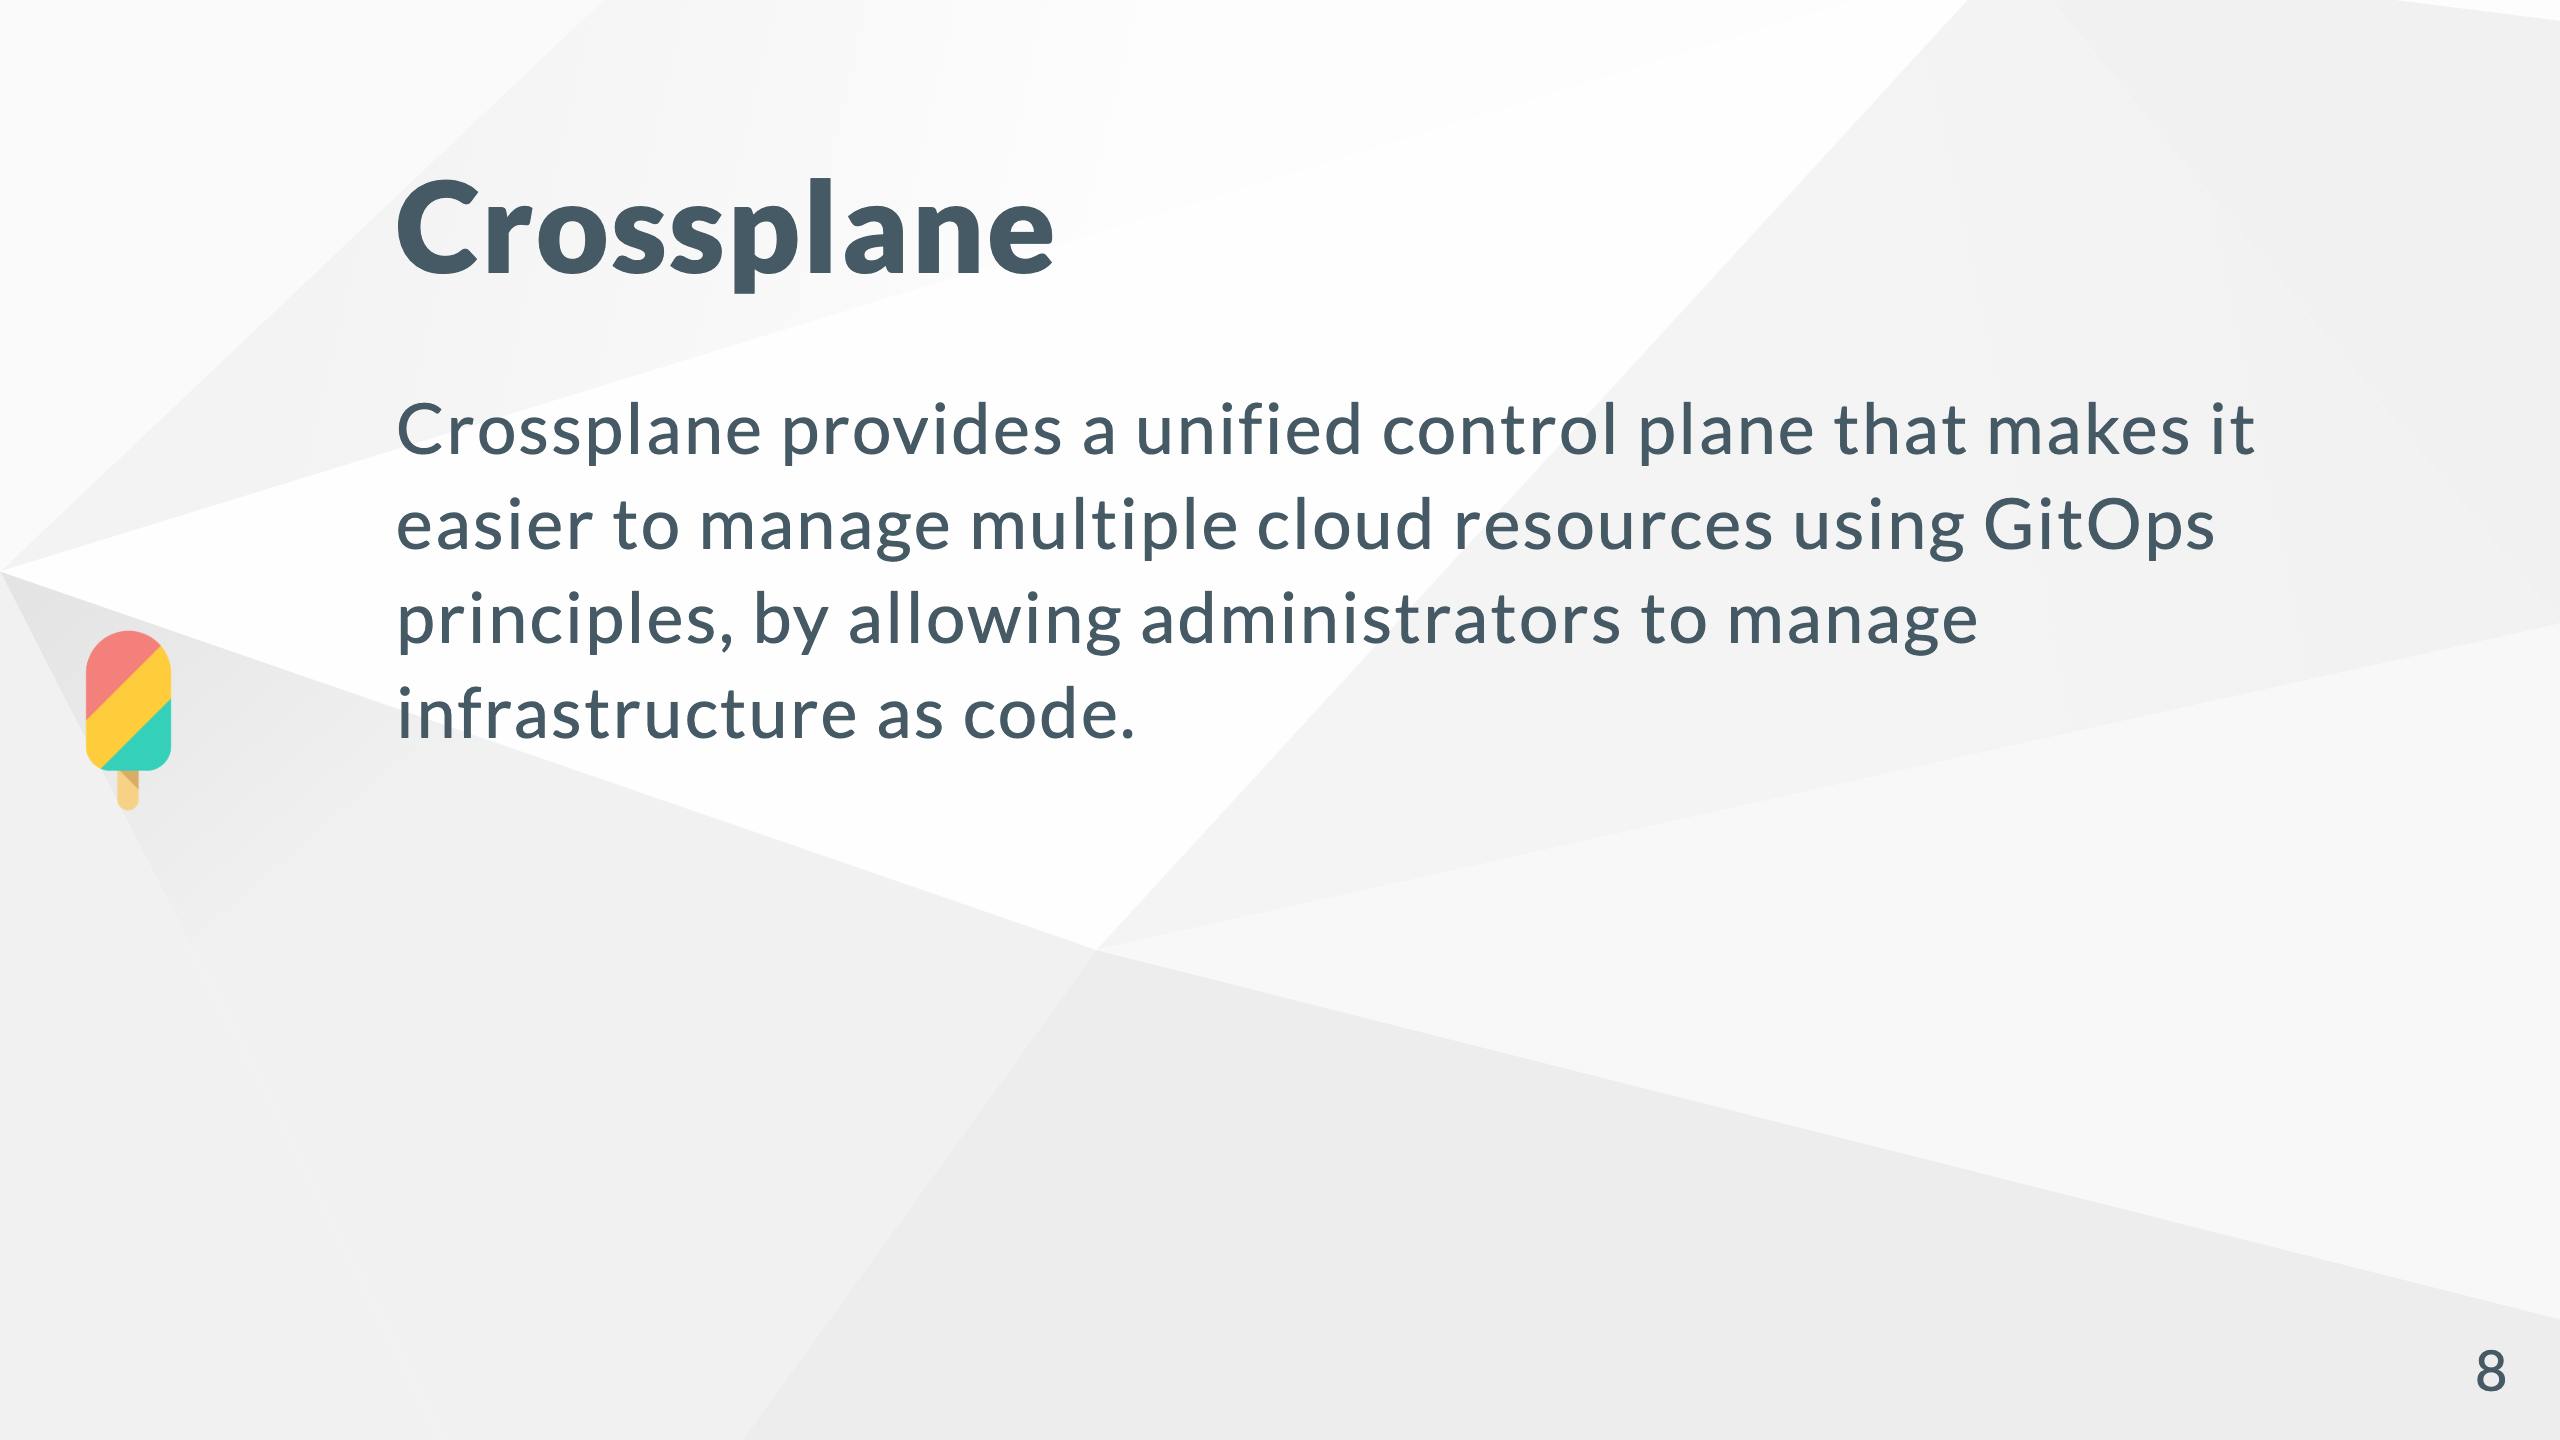 Crossplane
Crossplane provides a unified control plane that makes it
easier to manage multiple cloud resources using GitOps
principles, by allowing administrators to manage
infrastructure as code.
8